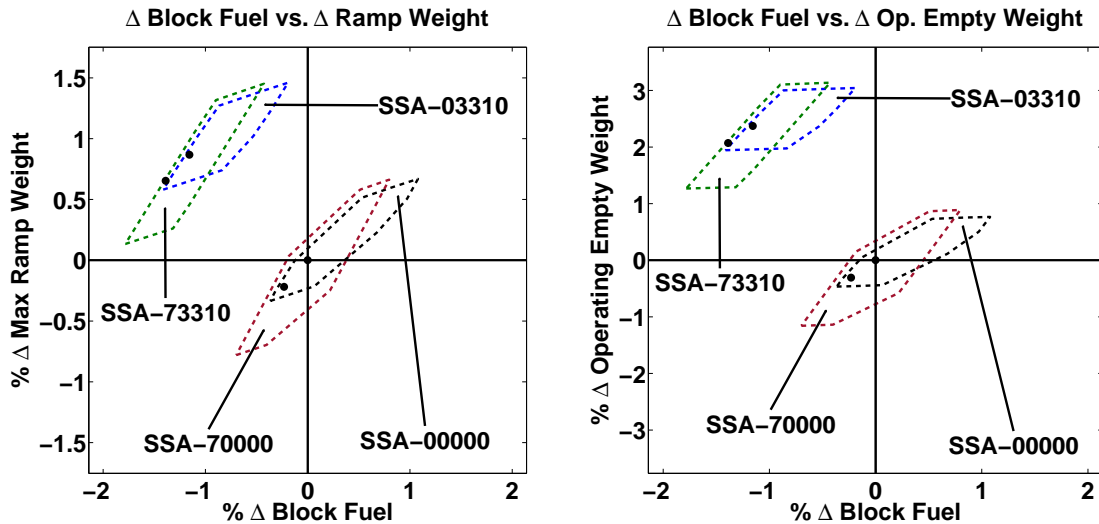 Δ Block Fuel vs. Δ Ramp Weight
% Δ Max Ramp Weight
1.5
1
0.5
0
−0.5
−1
−1.5
SSA−03310
SSA−73310
SSA−70000
SSA−00000
−2
−1
0
1
2
% Δ Block Fuel
Δ Block Fuel vs. Δ Op. Empty Weight
% Δ Operating Empty Weight
3
2
1
0
−1
−2
−3
SSA−03310
SSA−73310
SSA−70000
SSA−00000
−2
−1
0
1
2
% Δ Block Fuel